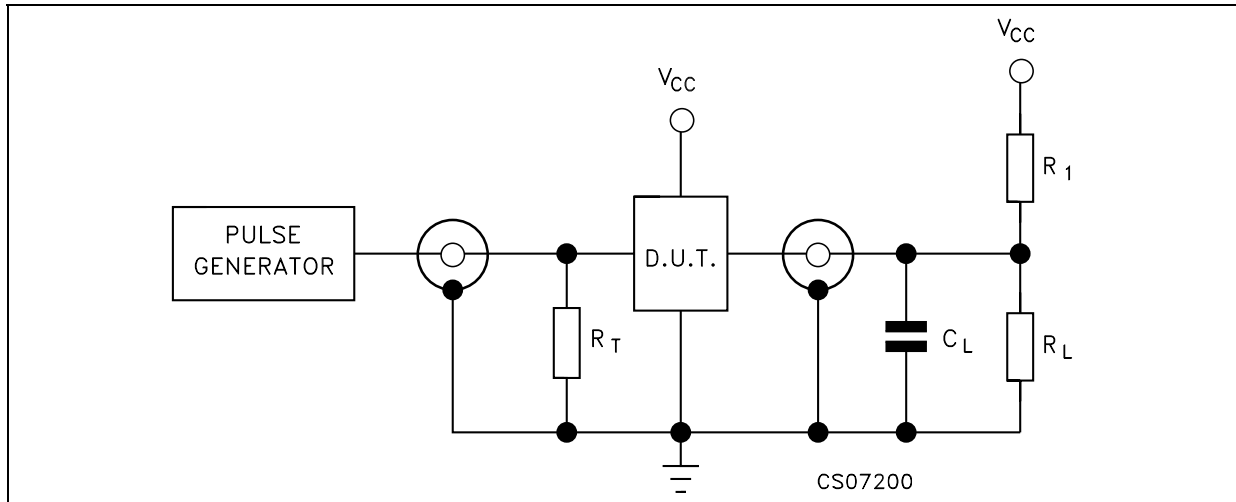 VCC
VCC
R1
PULSE
GENERATOR
D.U.T.
RT
CL
RL
CS07200